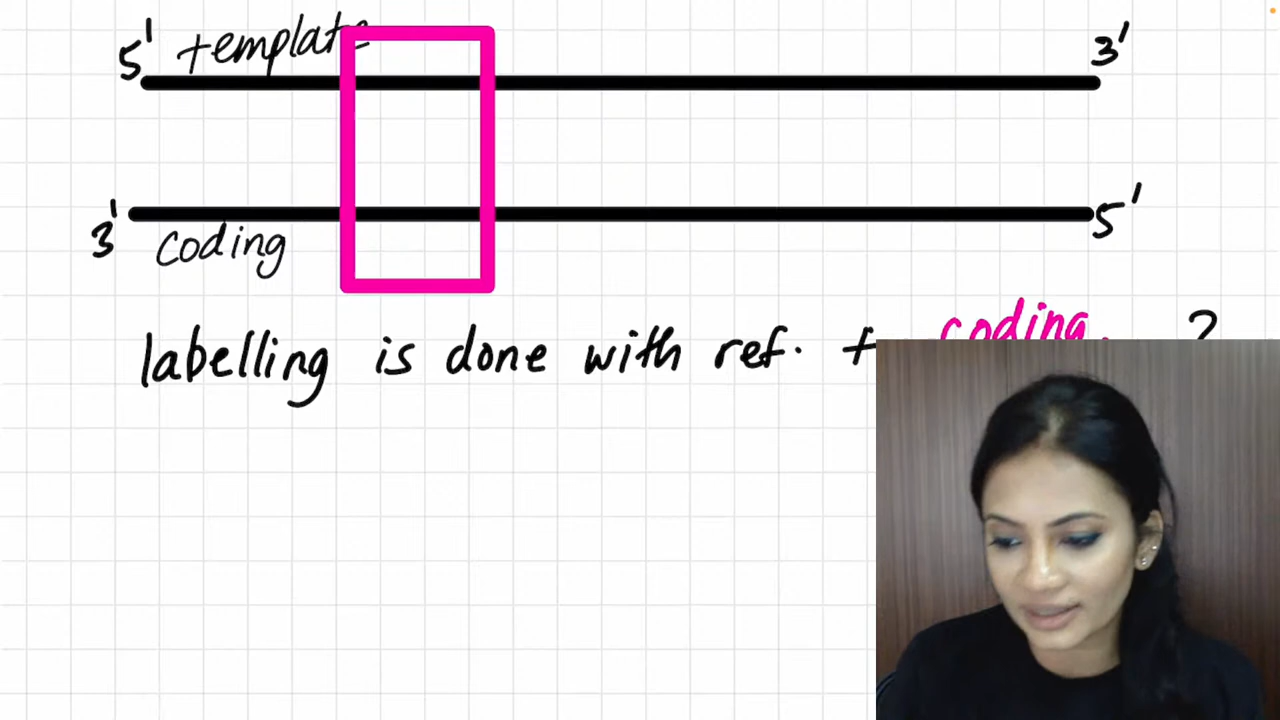 5' template 3'
3' 5'
coding
labelling is done with ref. coding. ?